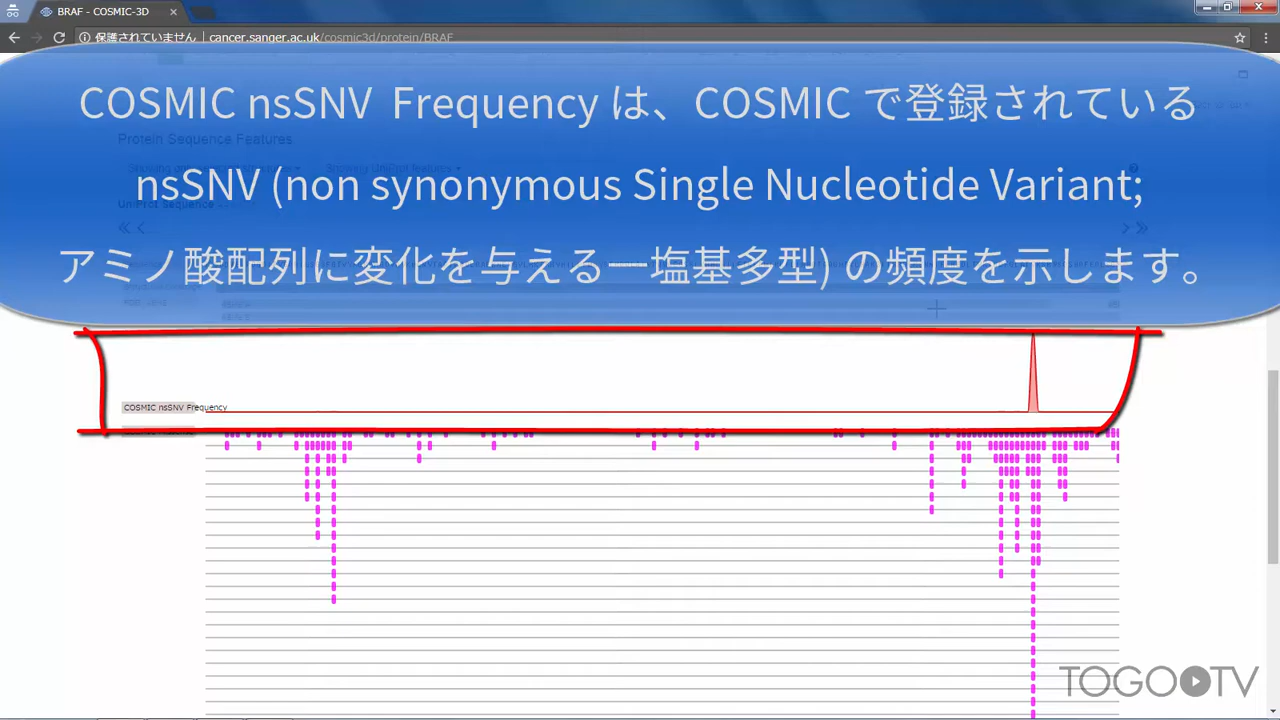 BRAF - COSMIC-3D
保護されていません | cancer.sanger.ac.uk/cosmic3d/protein/BRAF
COSMIC nsSNV Frequency は、COSMIC で登録されている
Protein Sequence Features
nsSNV (non synonymous Single Nucleotide Variant;
UniProt Sequence
アミノ酸配列に変化を与える一塩基多型) の頻度を示します。
COSMIC nsSNV Frequency
TOGO TV